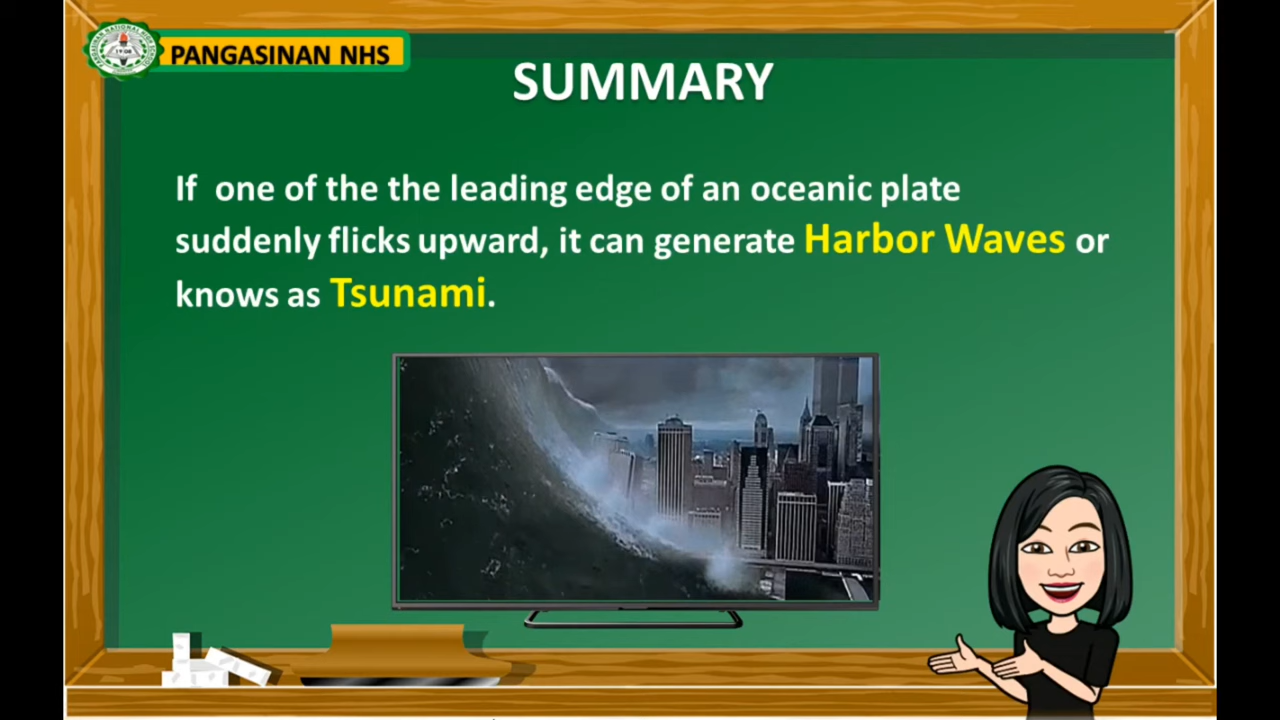 PANGASINAN NHS
SUMMARY
If one of the the leading edge of an oceanic plate
suddenly flicks upward, it can generate Harbor Waves or
knows as Tsunami.